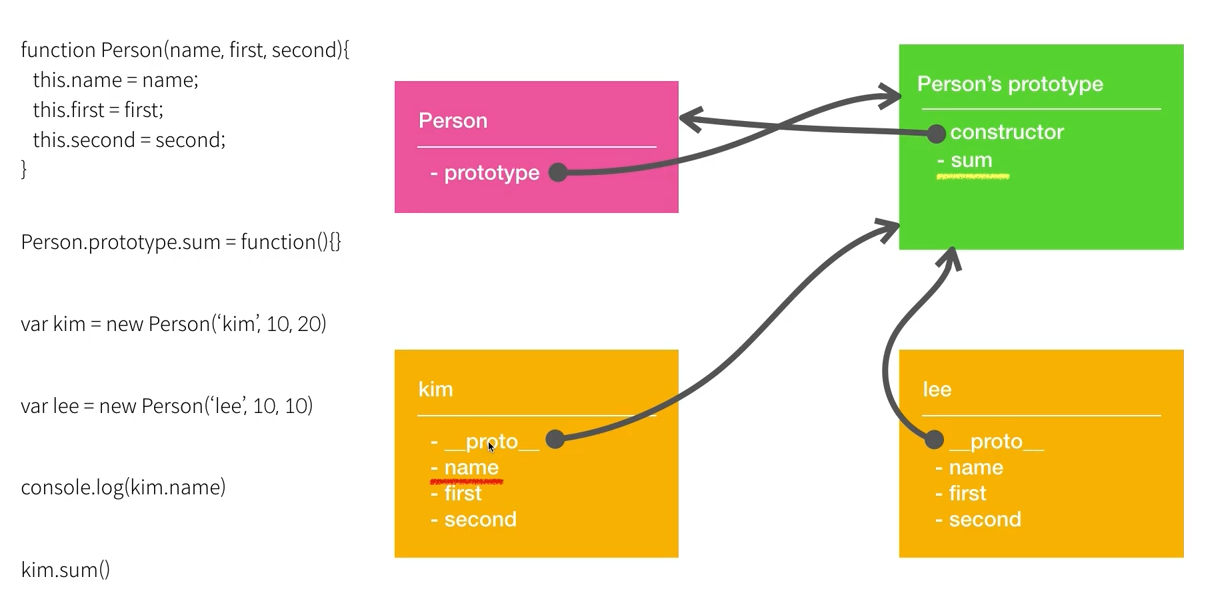 function Person(name, first, second){
this.name = name;
this.first = first;
this.second = second;
}
Person.prototype.sum = function(){}
var kim = new Person(‘kim’, 10, 20)
var lee = new Person(‘lee’, 10, 10)
console.log(kim.name)
kim.sum()
Person
- prototype
Person’s prototype
constructor
- sum
kim
- __proto__
- name
- first
- second
lee
__proto__
- name
- first
- second